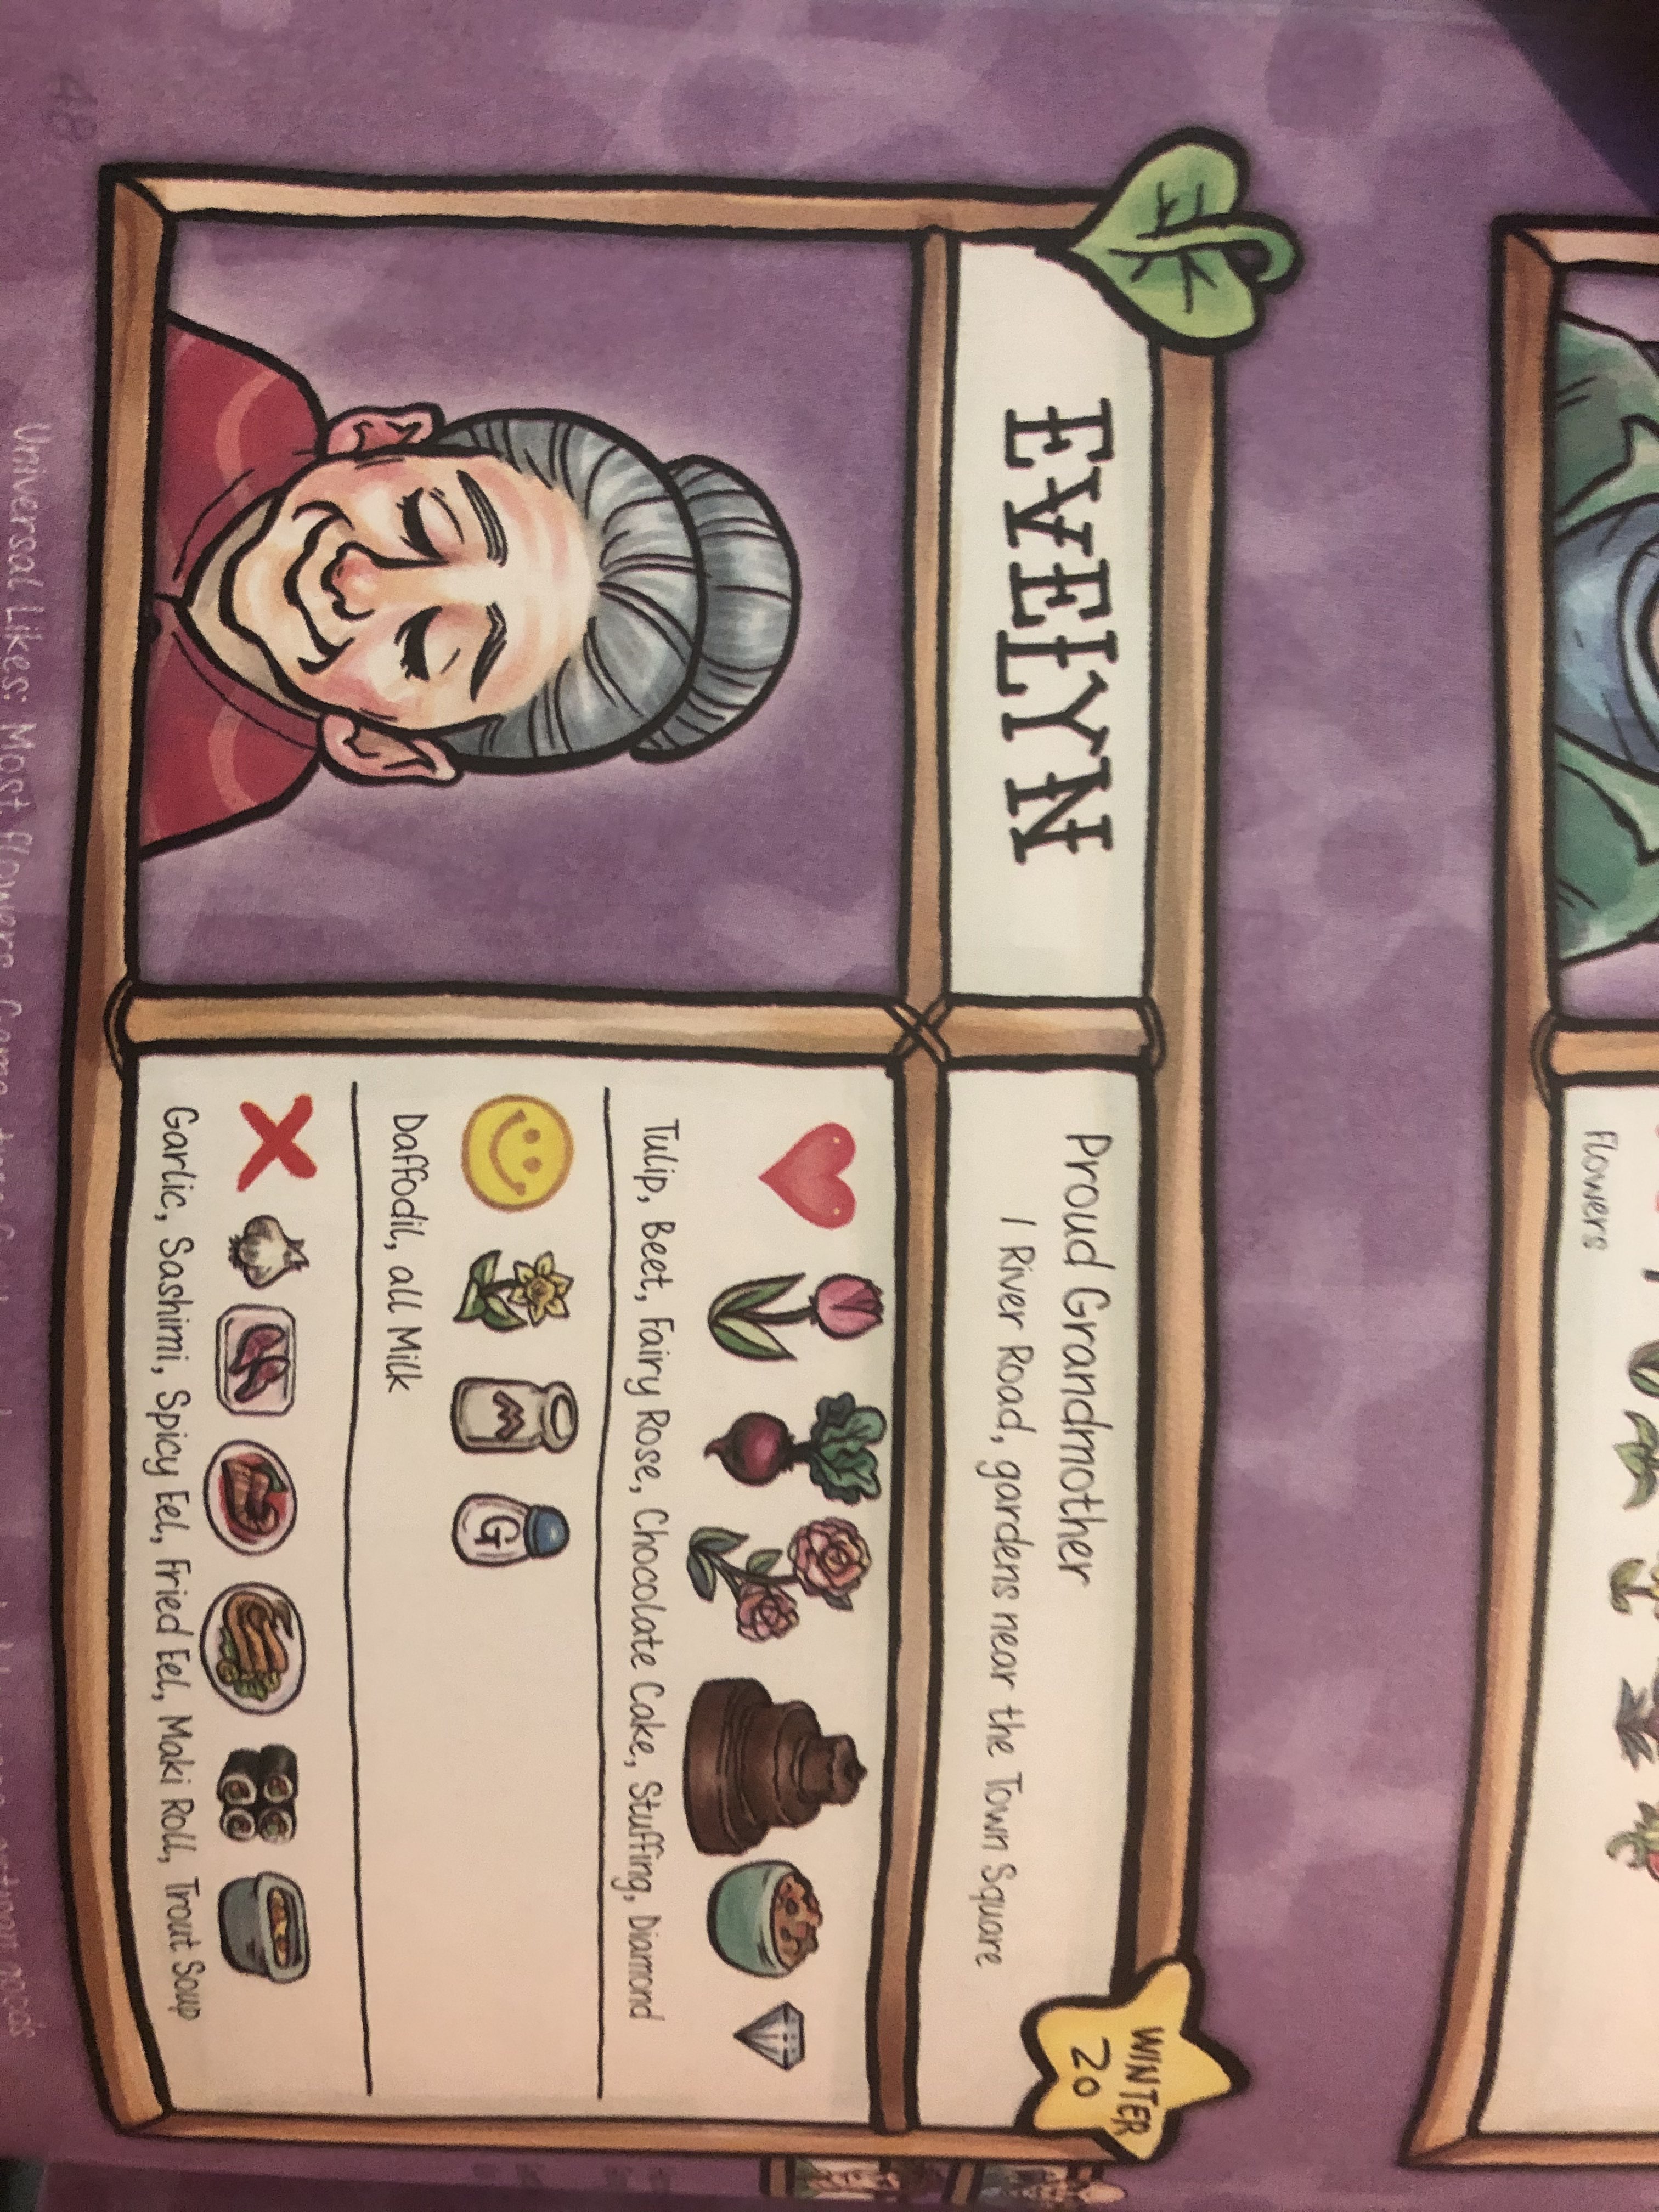 EVELYN
Proud Grandmother
1 River Road, gardens near the Town Square
WINTER
20
Tulip, Beet, Fairy Rose, Chocolate Cake, Stuffing, Diamond
M
G
Daffodil, all Milk
Garlic, Sashimi, Spicy Eel, Fried Eel, Maki Roll, Trout Soup
Flowers
Universal Likes: Most flowers, Gems
48